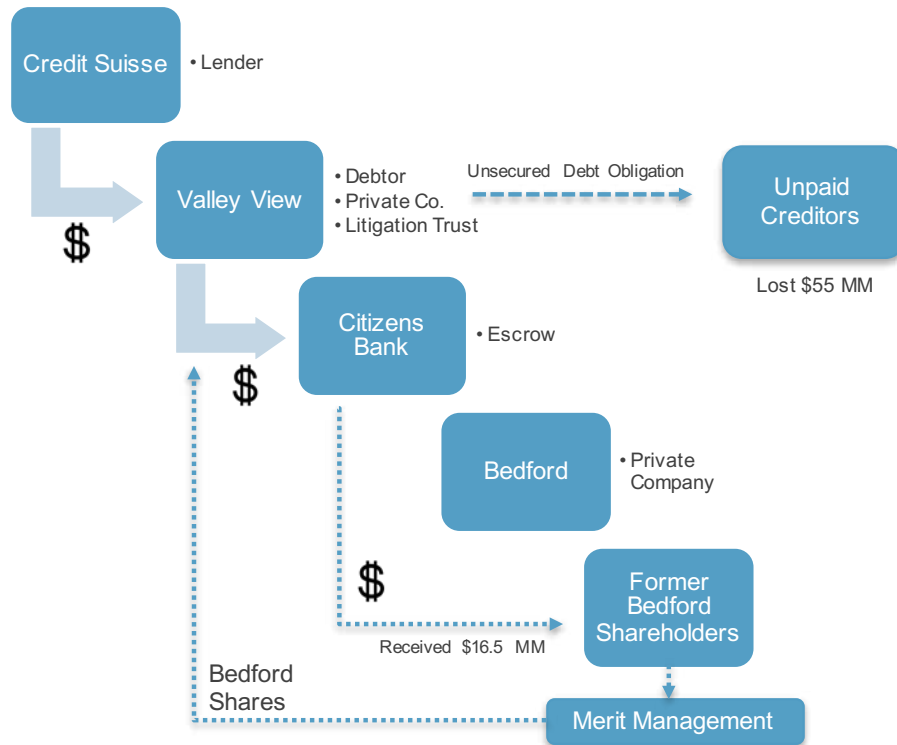 Credit Suisse
• Lender
$
Valley View
• Debtor
• Private Co.
• Litigation Trust
Unsecured Debt Obligation
Unpaid
Creditors
Lost $55 MM
$
Citizens
Bank
• Escrow
Bedford
• Private
Company
$
Received $16.5 MM
Former
Bedford
Shareholders
Bedford
Shares
Merit Management